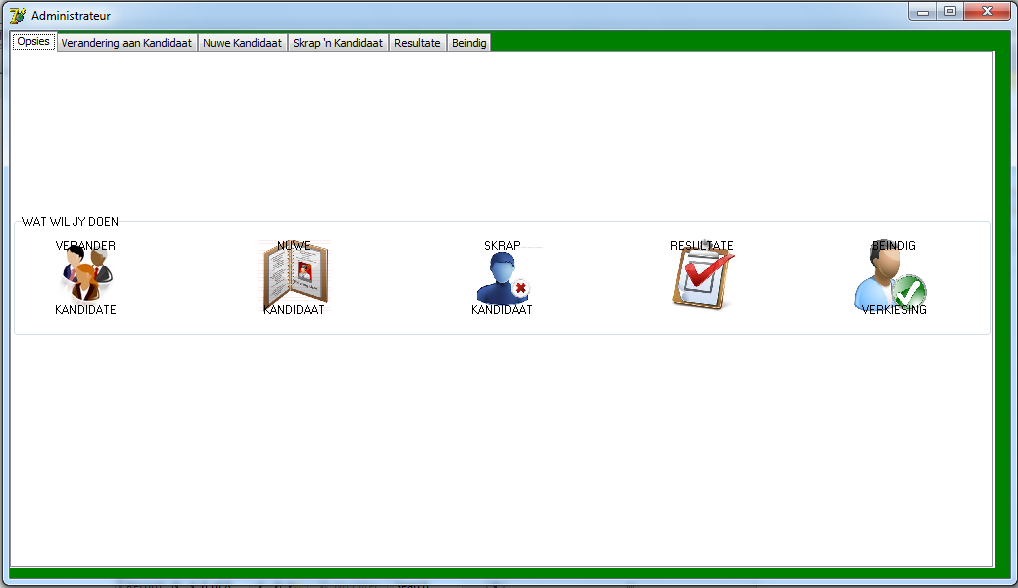 Administrateur
Opsies Verandering aan Kandidaat Nuwe Kandidaat Skrap 'n Kandidaat Resultate Beindig
WAT WIL JY DOEN
VERANDER NUWE SKRAP RESULTATE BEINDIG
KANDIDATE KANDIDAAT KANDIDAAT VERKIESING